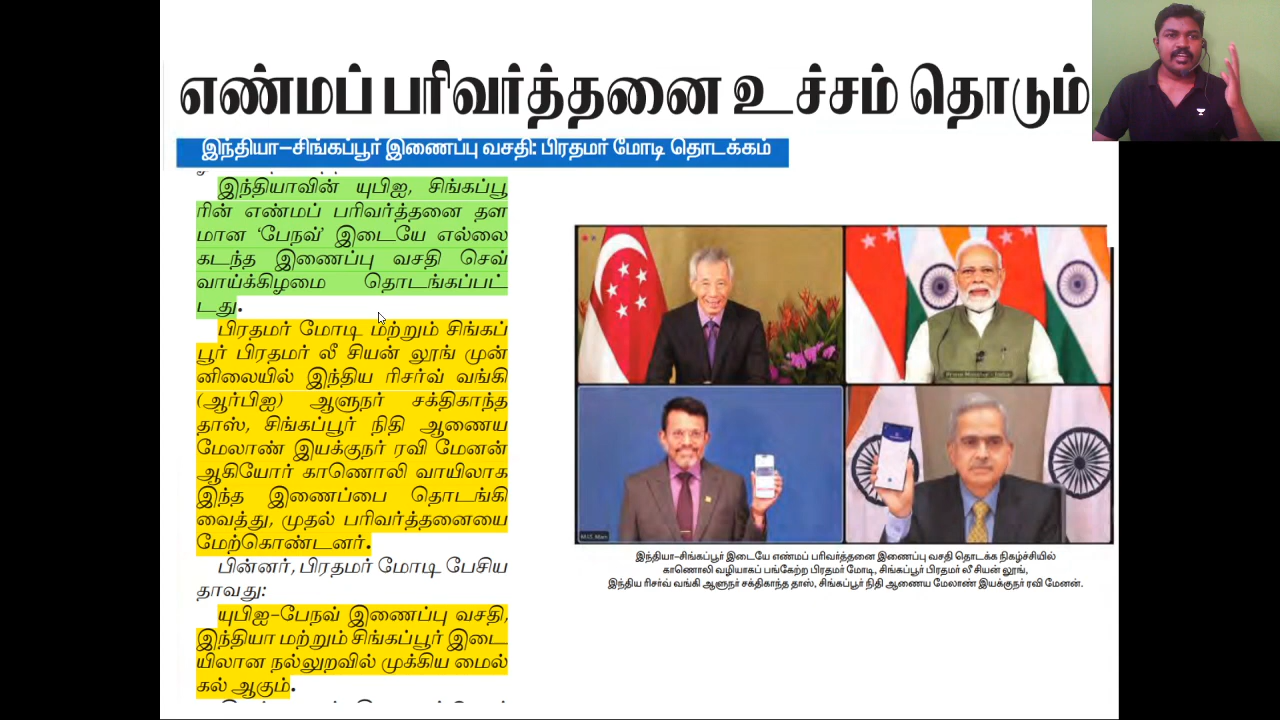 எண்மப் பரிவர்த்தனை உச்சம் தொடும்
இந்தியா–சிங்கப்பூர் இணைப்பு வசதி: பிரதமர் மோடி தொடக்கம்
இந்தியாவின் யுபிஐ, சிங்கப்பூ
ரின் எண்மப் பரிவர்த்தனை தள
மான ‘பேநவ்’ இடையே எல்லை
கடந்த இணைப்பு வசதி செவ்
வாய்க்கிழமை தொடங்கப்பட்
டது.
பிரதமர் மோடி மற்றும் சிங்கப்
பூர் பிரதமர் லீ சியன் லூங் முன்
னிலையில் இந்திய ரிசர்வ் வங்கி
(ஆர்பிஐ) ஆளுநர் சக்திகாந்த
தாஸ், சிங்கப்பூர் நிதி ஆணைய
மேலாண் இயக்குநர் ரவி மேனன்
ஆகியோர் காணொலி வாயிலாக
இந்த இணைப்பை தொடங்கி
வைத்து, முதல் பரிவர்த்தனையை
மேற்கொண்டனர்.
பின்னர், பிரதமர் மோடி பேசிய
தாவது:
யுபிஐ–பேநவ் இணைப்பு வசதி,
இந்தியா மற்றும் சிங்கப்பூர் இடை
யிலான நல்லுறவில் முக்கிய மைல்
கல் ஆகும்.
இந்தியா–சிங்கப்பூர் இடையே எண்மப் பரிவர்த்தனை இணைப்பு வசதி தொடக்க நிகழ்ச்சியில்
காணொலி வழியாகப் பங்கேற்ற பிரதமர் மோடி, சிங்கப்பூர் பிரதமர் லீ சியன் லூங்,
இந்திய ரிசர்வ் வங்கி ஆளுநர் சக்திகாந்த தாஸ், சிங்கப்பூர் நிதி ஆணைய மேலாண் இயக்குநர் ரவி மேனன்.